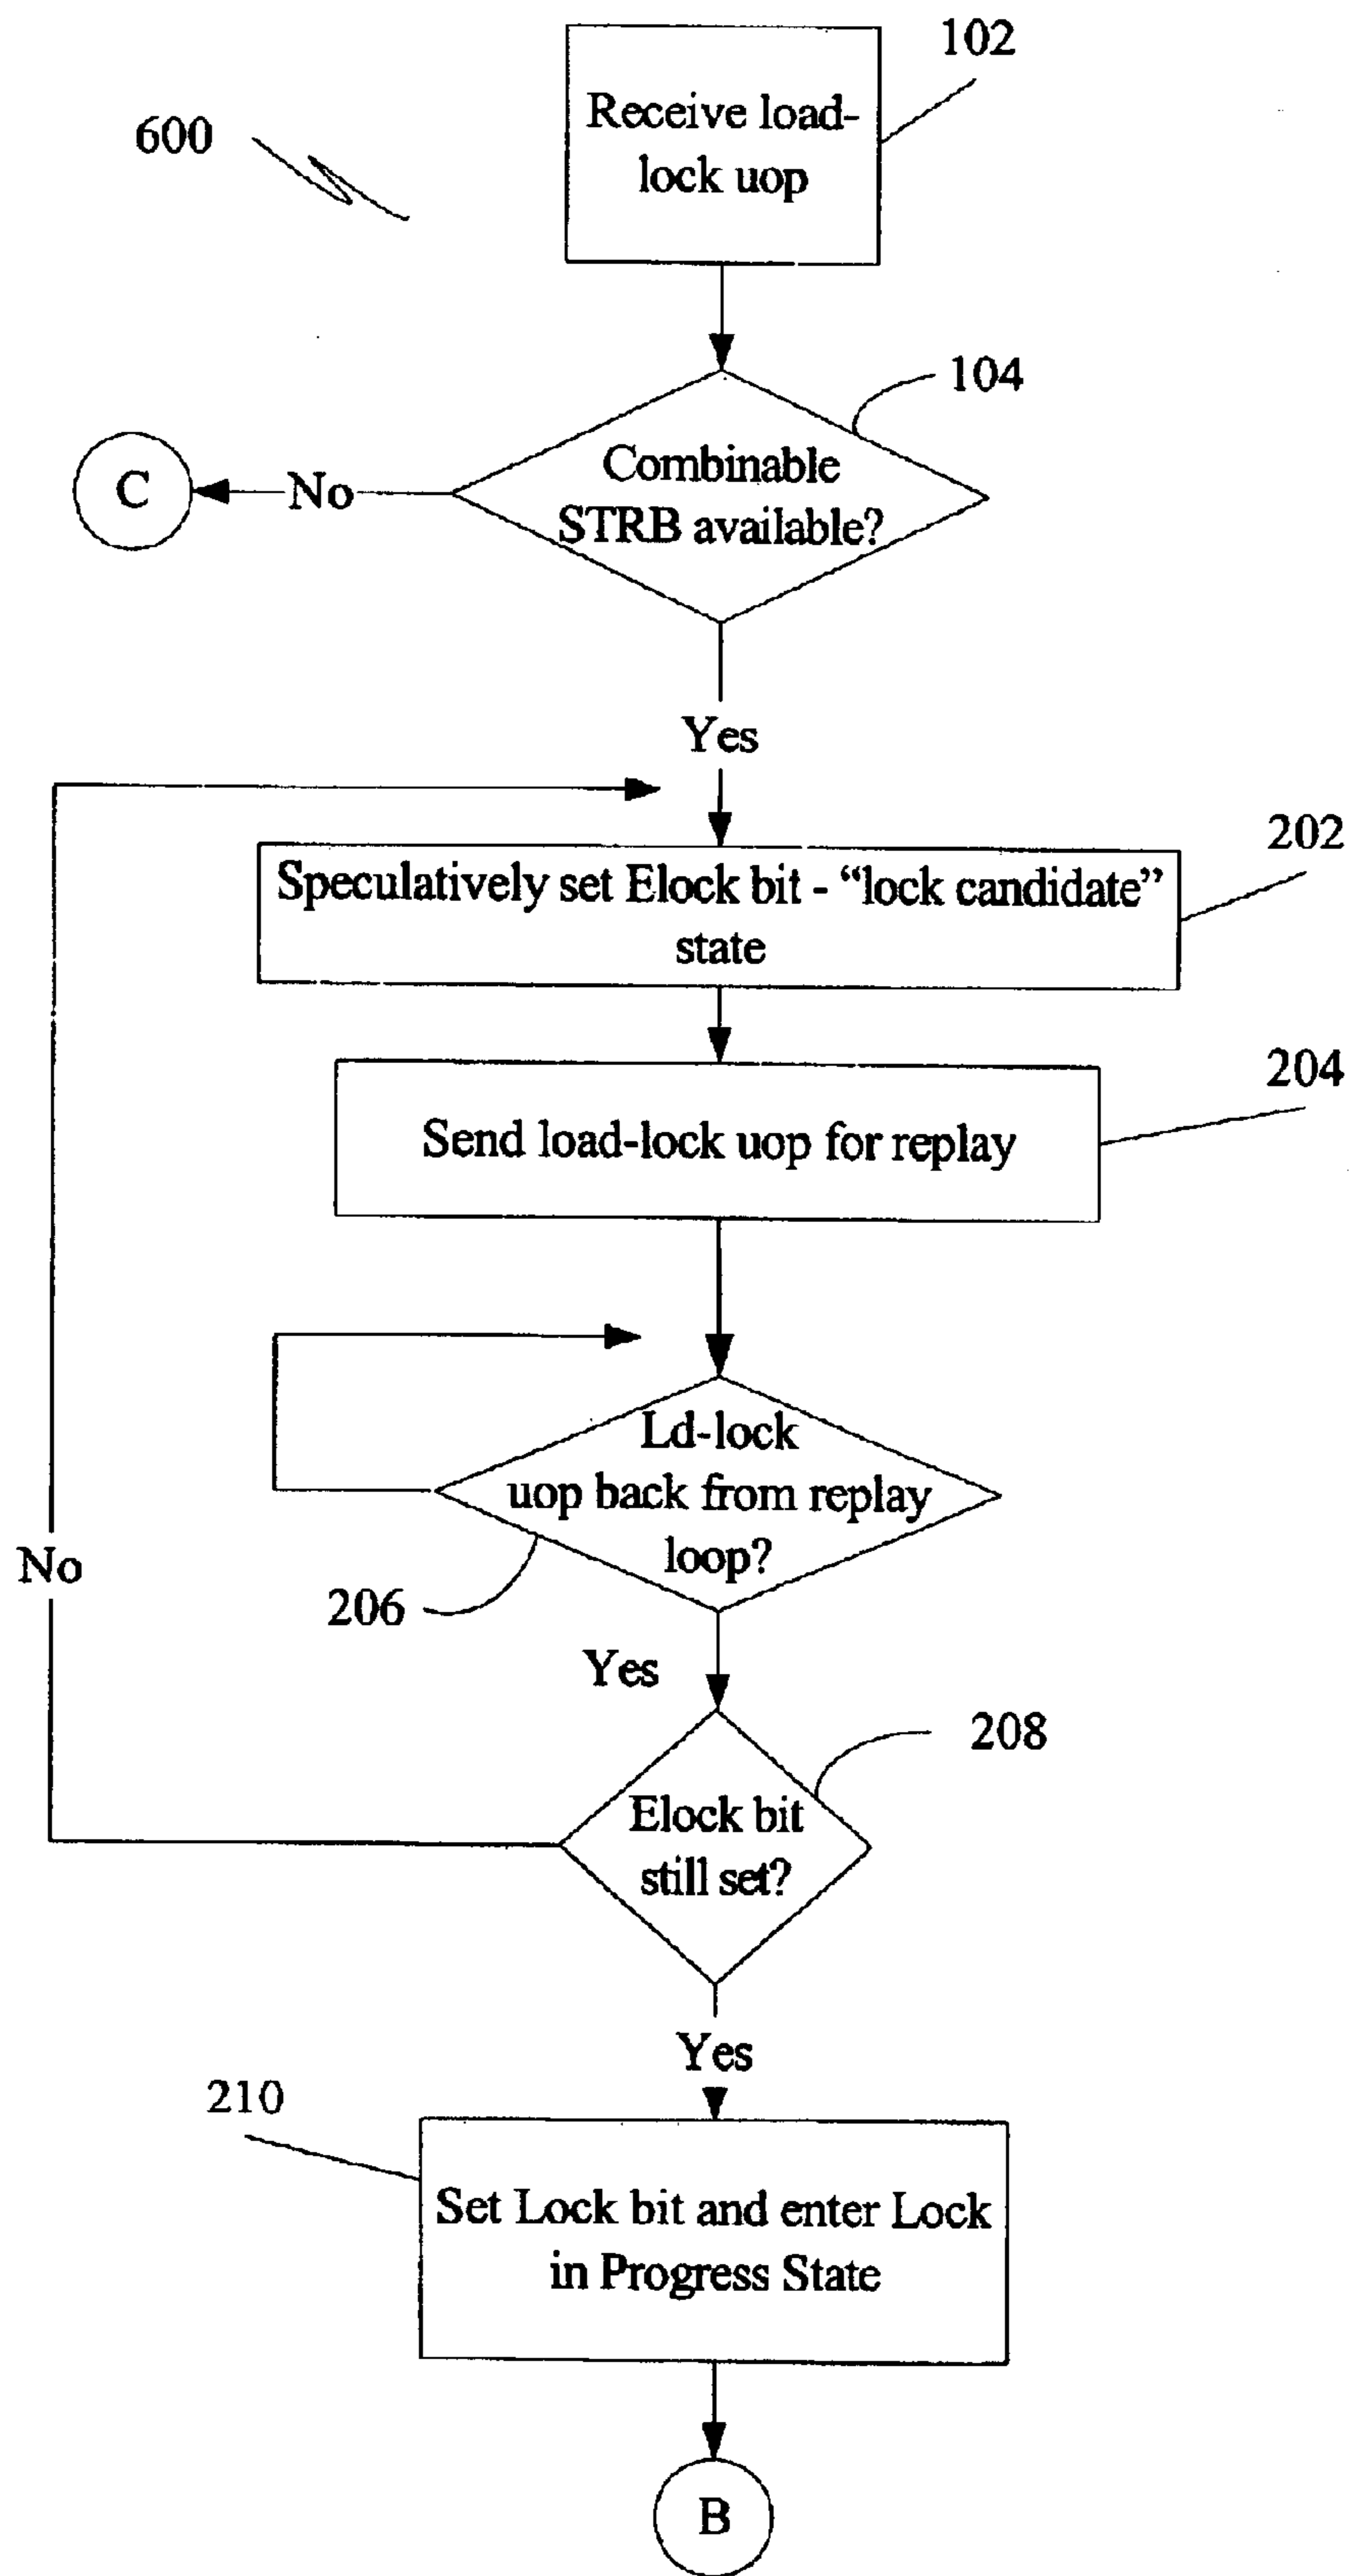 102
600
Receive load-
lock uop
104
Combinable
STRB available?
C
No
Yes
202
Speculatively set Elock bit - “lock candidate”
state
204
Send load-lock uop for replay
Ld-lock
uop back from replay
loop?
No
206
Yes
208
Elock bit
still set?
Yes
210
Set Lock bit and enter Lock
in Progress State
B